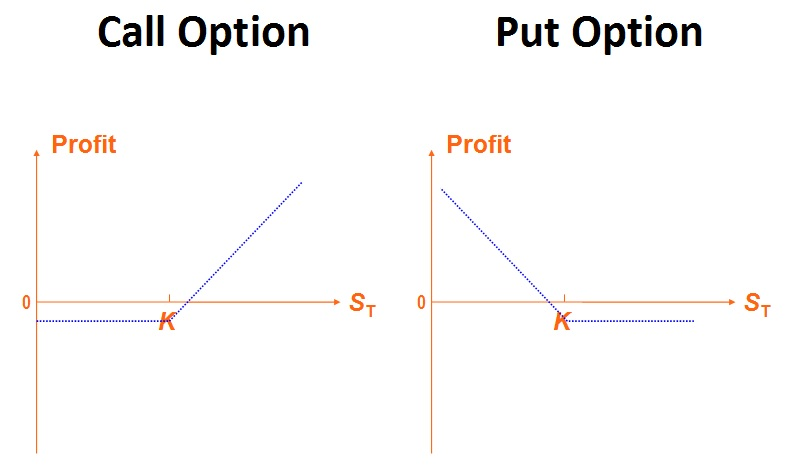 Call Option
Put Option
Profit
0
K
S_T
Profit
0
K
S_T